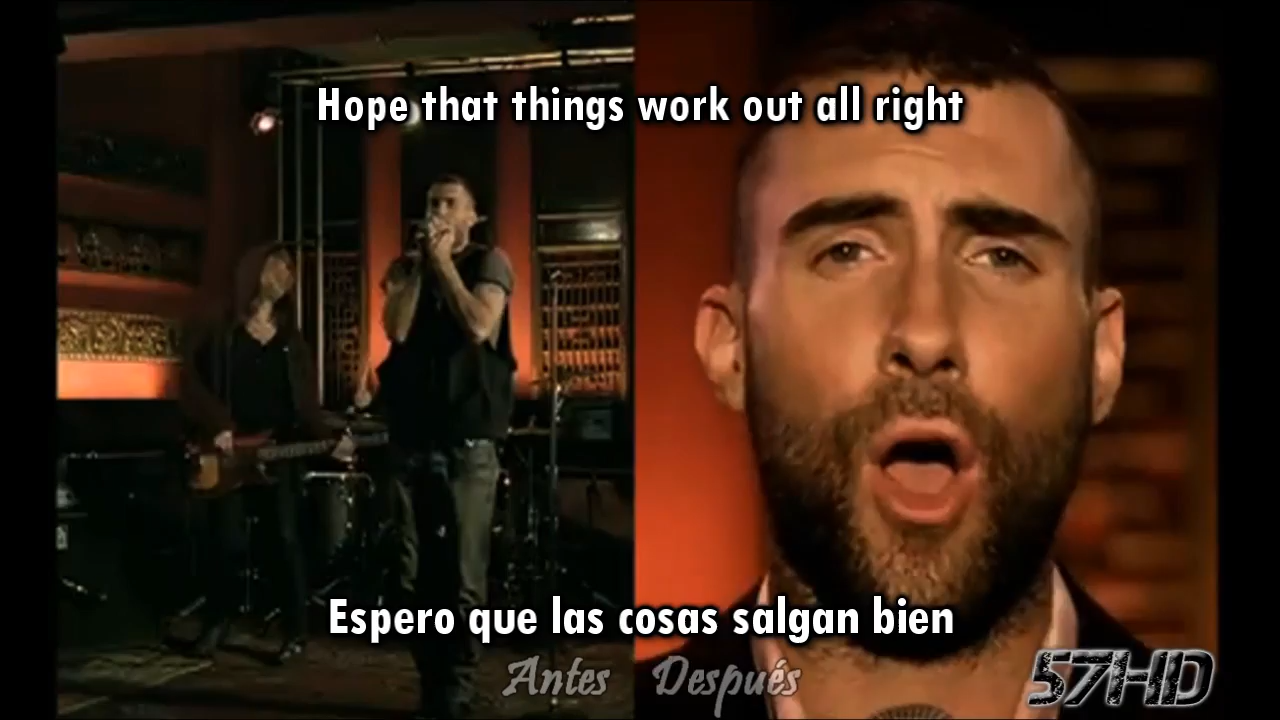 Hope that things work out all right
Espero que las cosas salgan bien
Antes Después
57HD